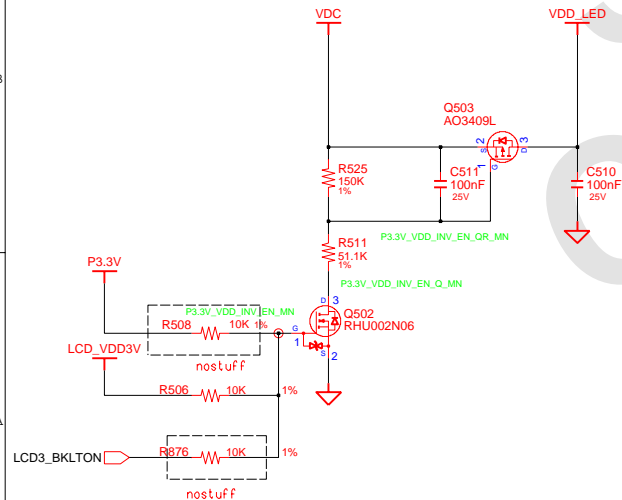 VDC
VDD_LED
B
Q503
AO3409L
2
3
S
D
1
G
R525
150K
1%
C511
100nF
25V
C510
100nF
25V
P3.3V_VDD_INV_EN_QR_MN
R511
51.1K
1%
P3.3V
P3.3V_VDD_INV_EN_Q_MN
D
3
P3.3V_VDD_INV_EN_MN
Q502
RHU002N06
R508
10K
1%
G
1
S
2
nostuff
LCD_VDD3V
R506
10K
1%
A
R876
10K
1%
LCD3_BKLTON
nostuff